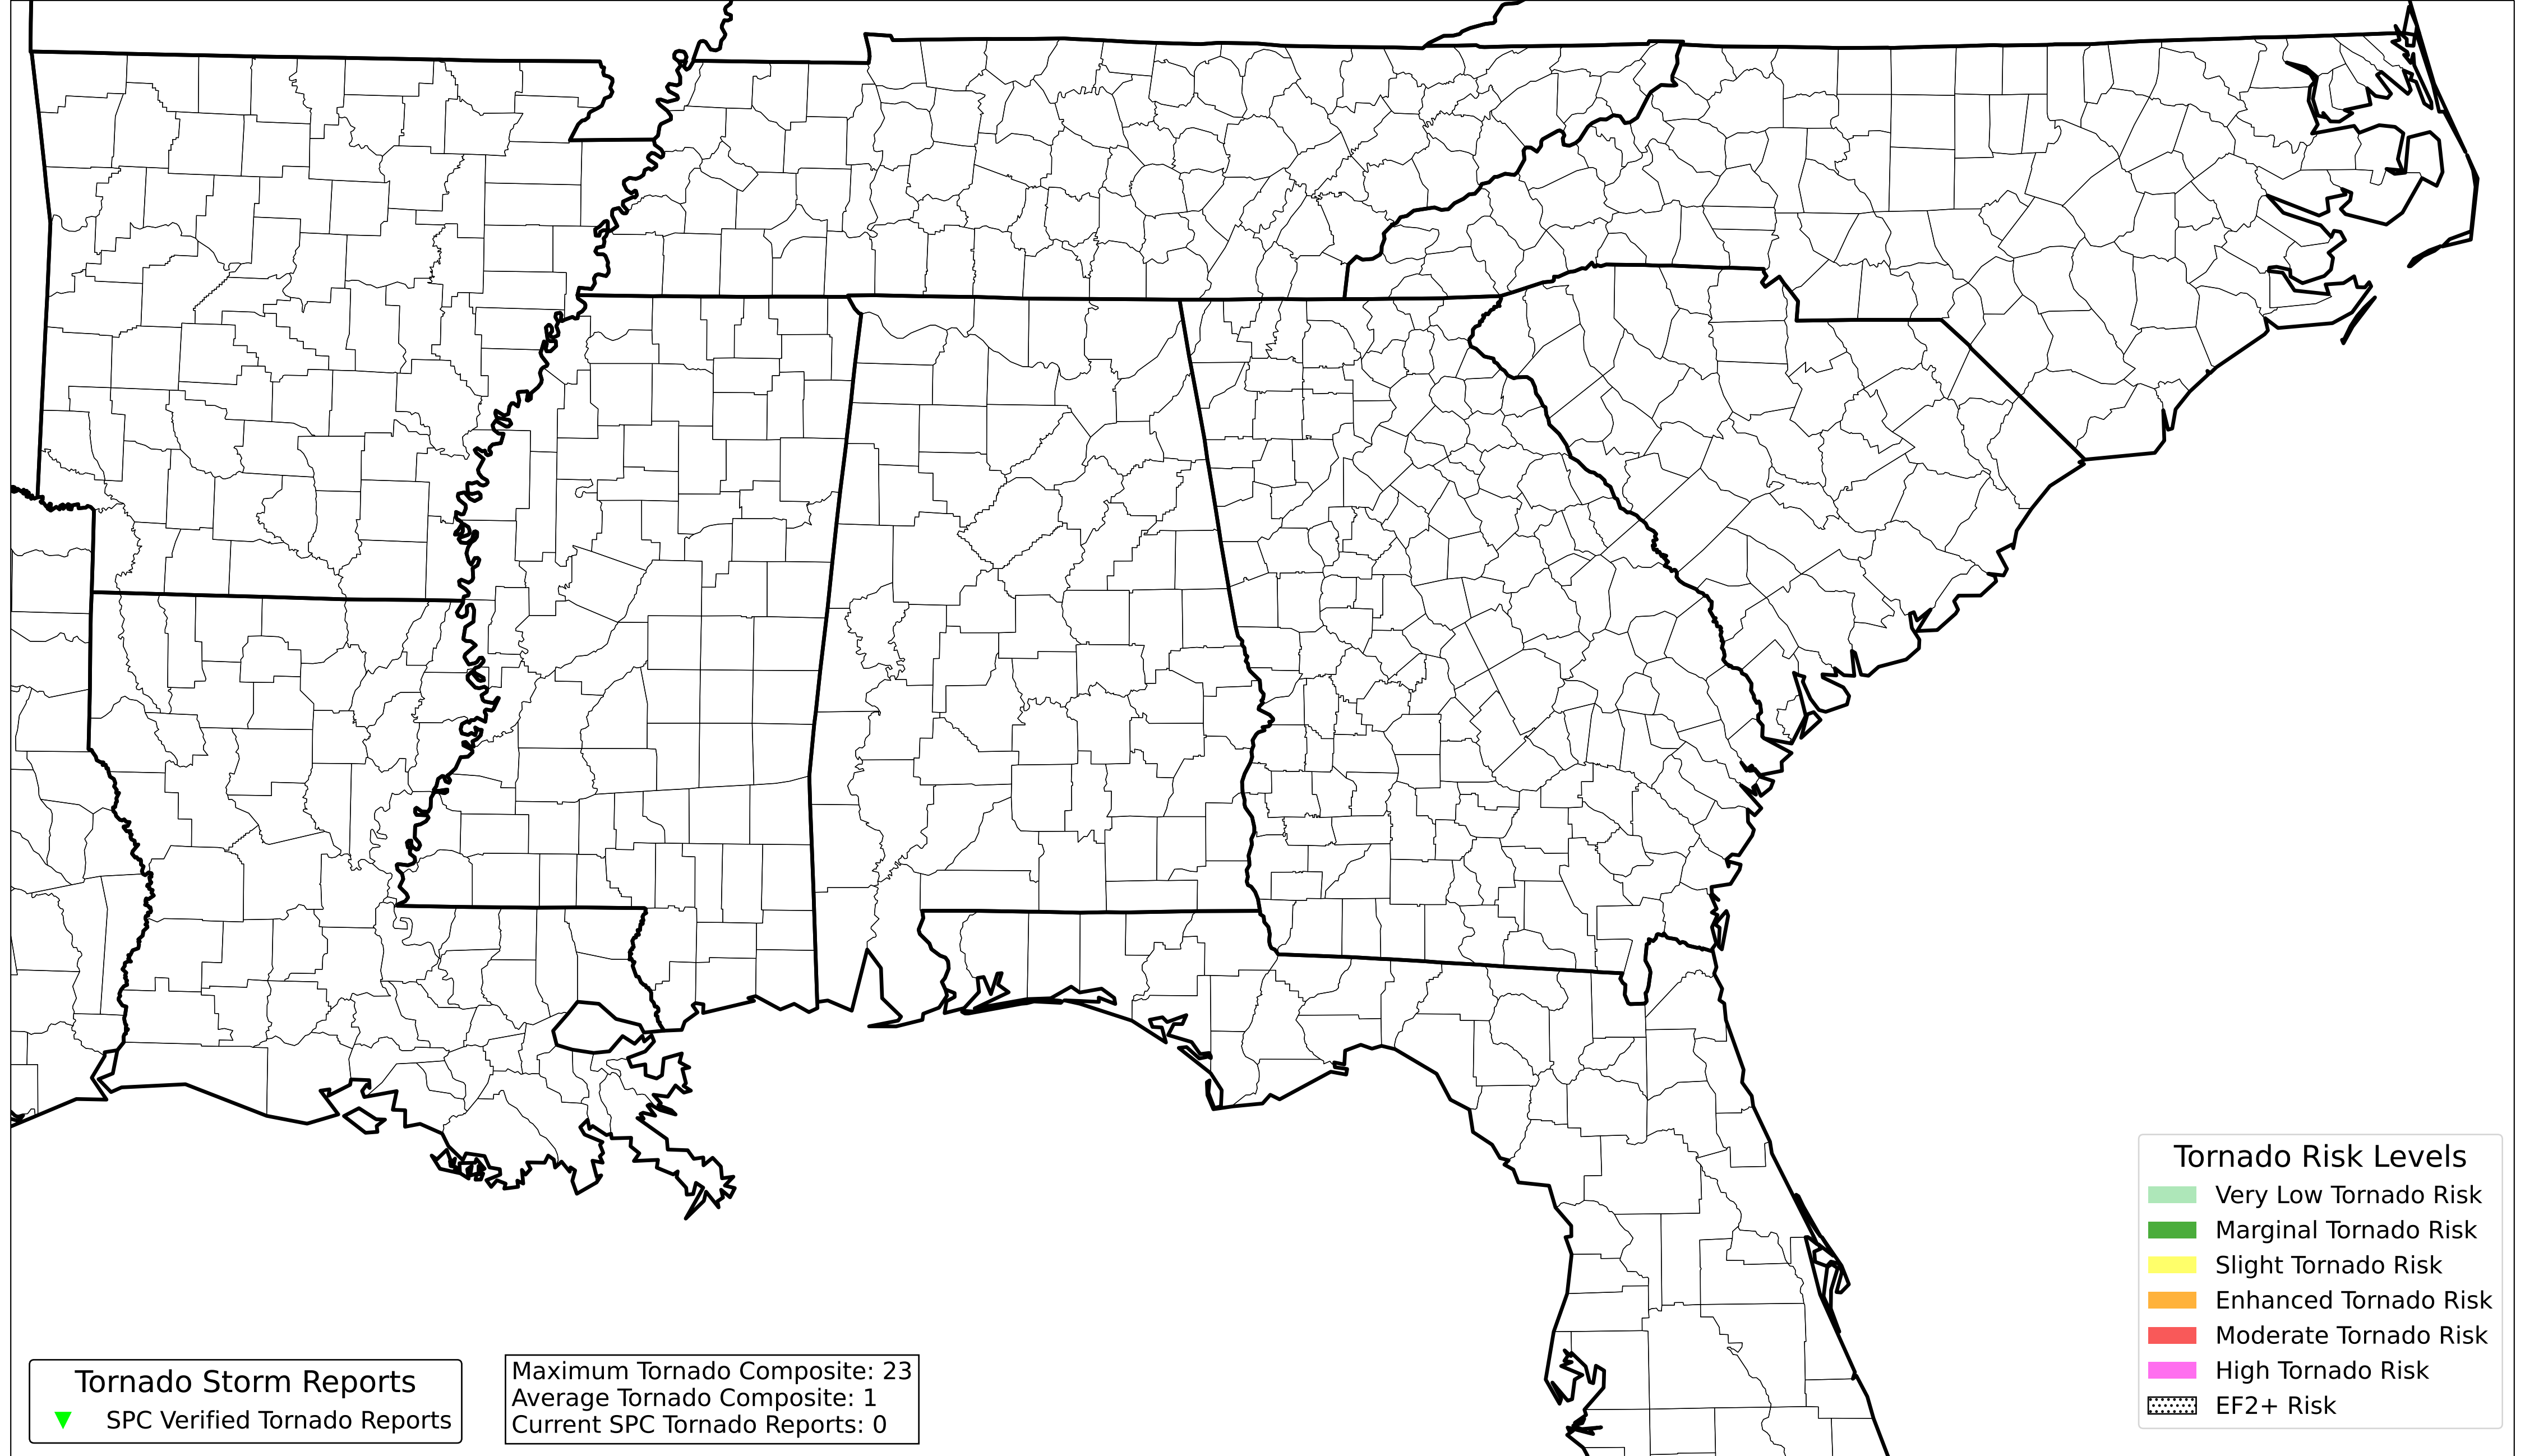 Tornado Storm Reports
SPC Verified Tornado Reports
Maximum Tornado Composite: 23
Average Tornado Composite: 1
Current SPC Tornado Reports: 0
Tornado Risk Levels
Very Low Tornado Risk
Marginal Tornado Risk
Slight Tornado Risk
Enhanced Tornado Risk
Moderate Tornado Risk
High Tornado Risk
EF2+ Risk